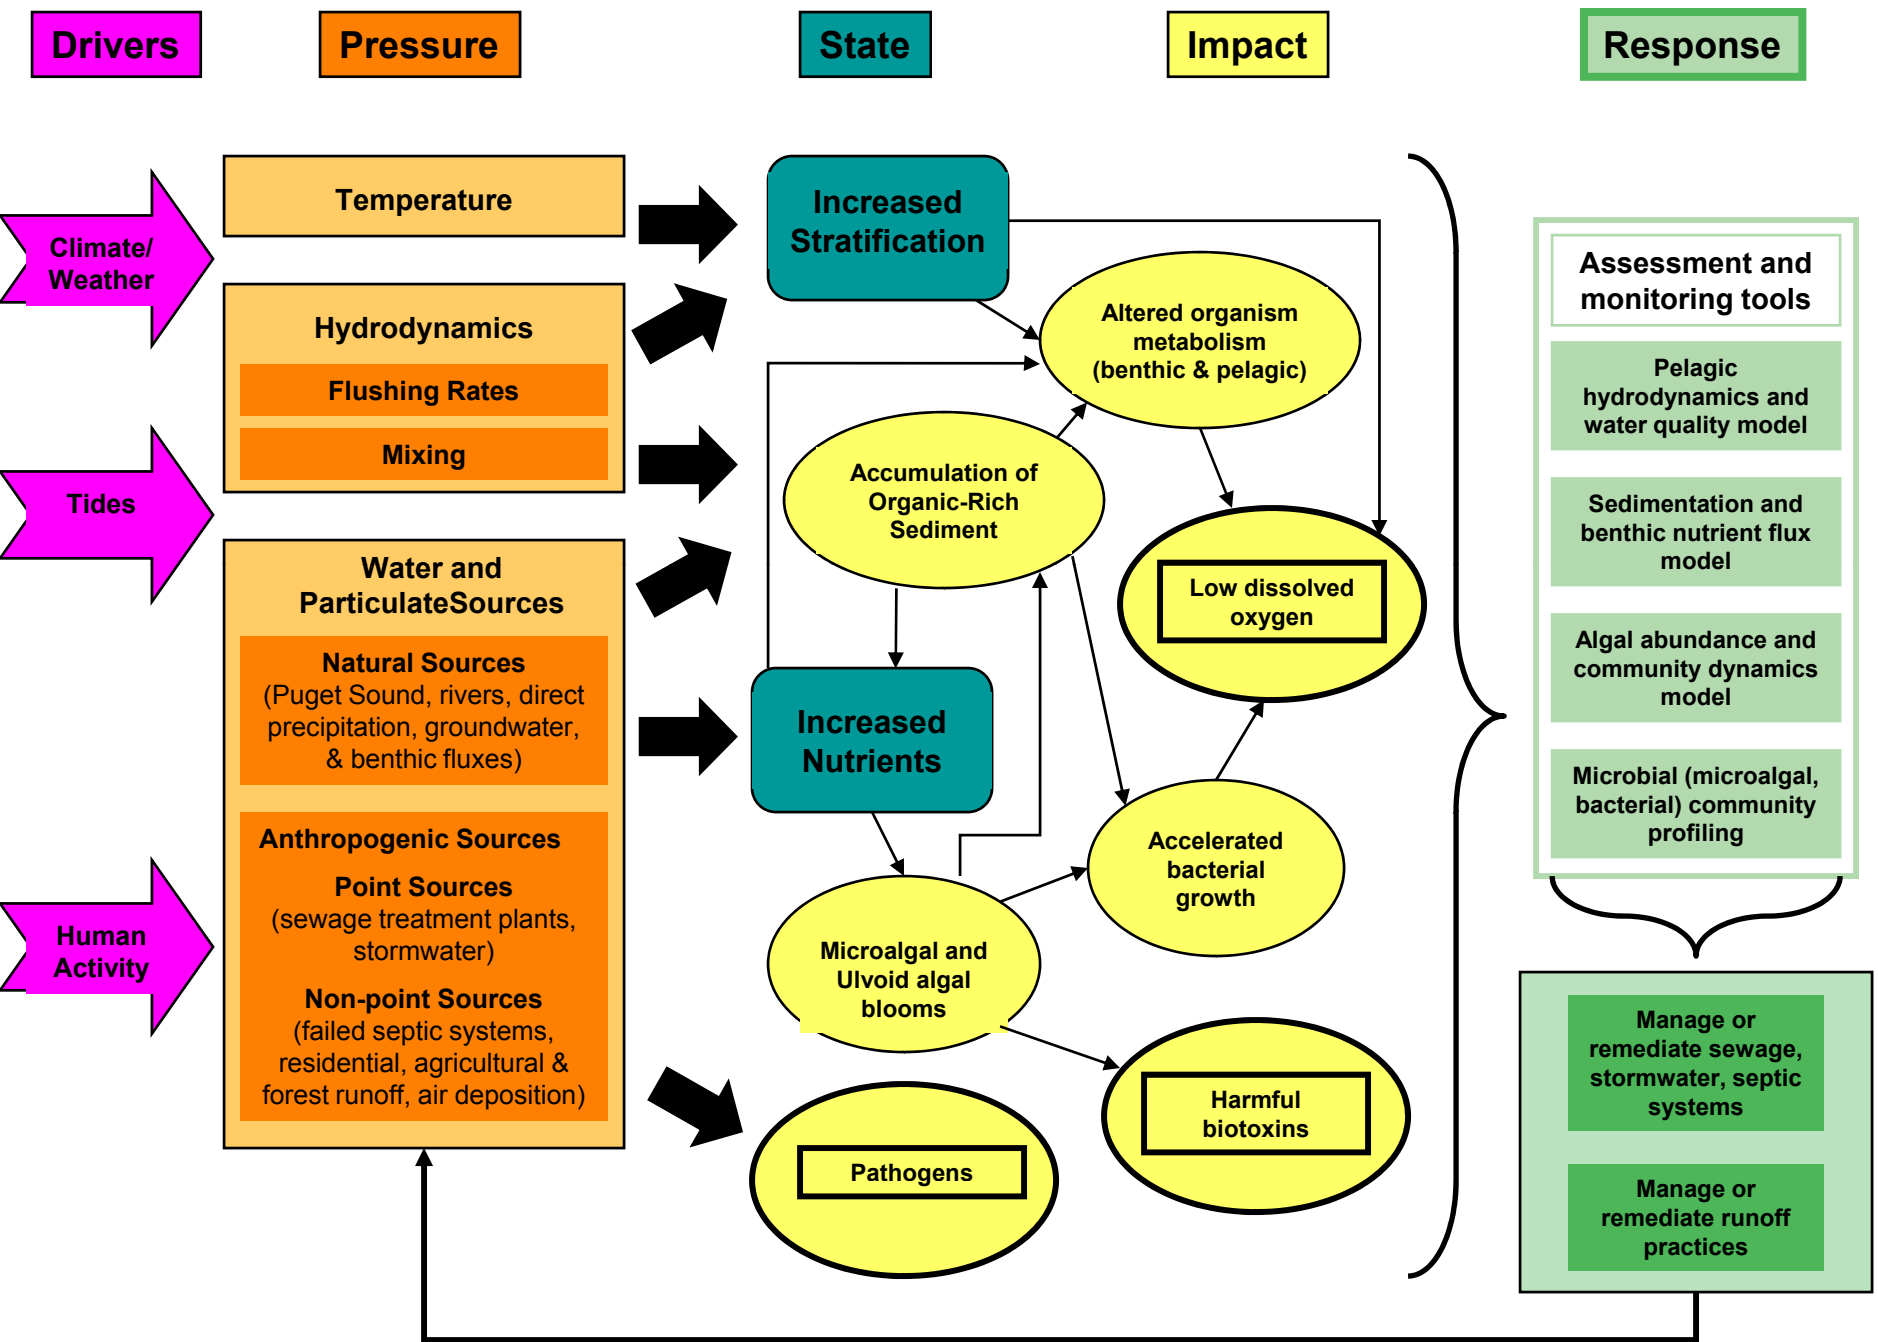 Drivers
Pressure
State
Impact
Response
Climate/
Weather
Tides
Human
Activity
Temperature
Hydrodynamics
Flushing Rates
Mixing
Water and
ParticulateSources
Natural Sources
(Puget Sound, rivers, direct
precipitation, groundwater,
& benthic fluxes)
Anthropogenic Sources
Point Sources
(sewage treatment plants,
stormwater)
Non-point Sources
(failed septic systems,
residential, agricultural &
forest runoff, air deposition)
Increased
Stratification
Altered organism
metabolism
(benthic & pelagic)
Accumulation of
Organic-Rich
Sediment
Low dissolved
oxygen
Increased
Nutrients
Accelerated
bacterial
growth
Microalgal and
Ulvoid algal
blooms
Harmful
biotoxins
Pathogens
Assessment and
monitoring tools
Pelagic
hydrodynamics and
water quality model
Sedimentation and
benthic nutrient flux
model
Algal abundance and
community dynamics
model
Microbial (microalgal,
bacterial) community
profiling
Manage or
remediate sewage,
stormwater, septic
systems
Manage or
remediate runoff
practices